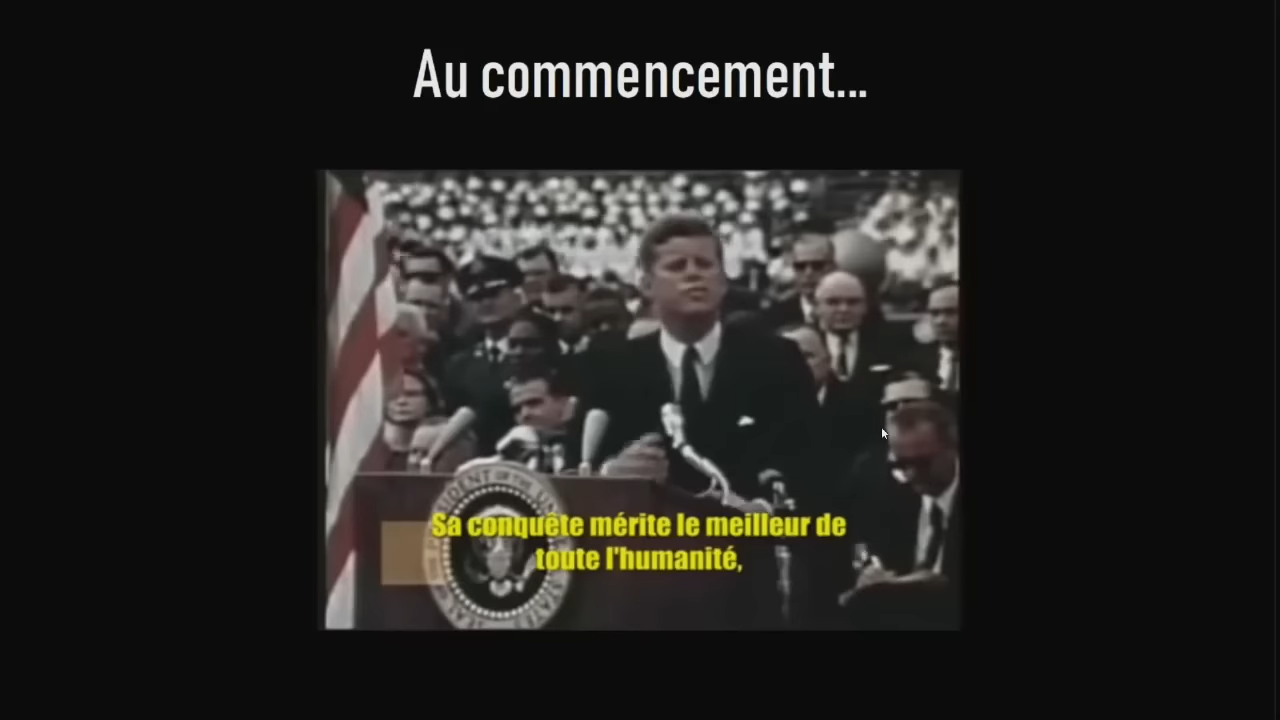 Au commencement...
Sa conquête mérite le meilleur de
toute l'humanité,